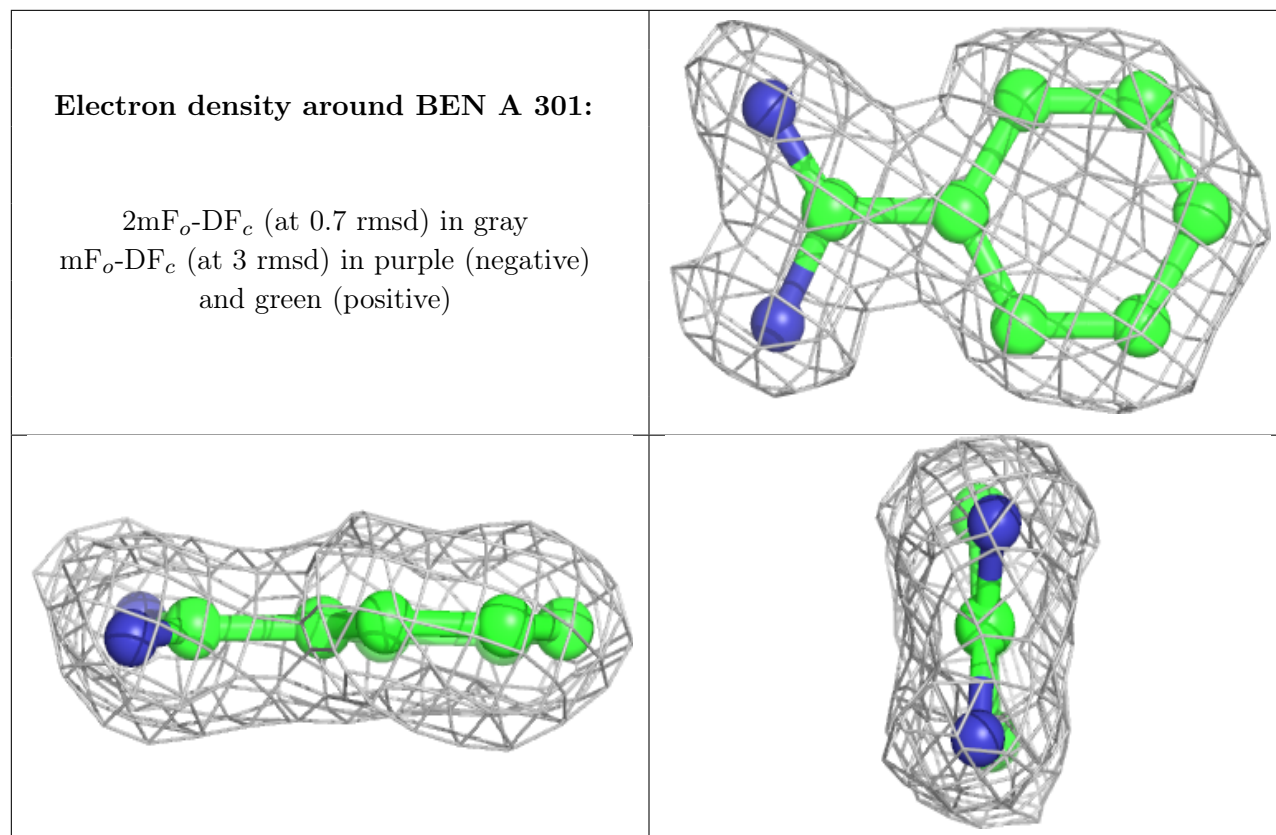 Electron density around BEN A 301:
2mFo-DFc (at 0.7 rmsd) in gray
mFo-DFc (at 3 rmsd) in purple (negative)
and green (positive)